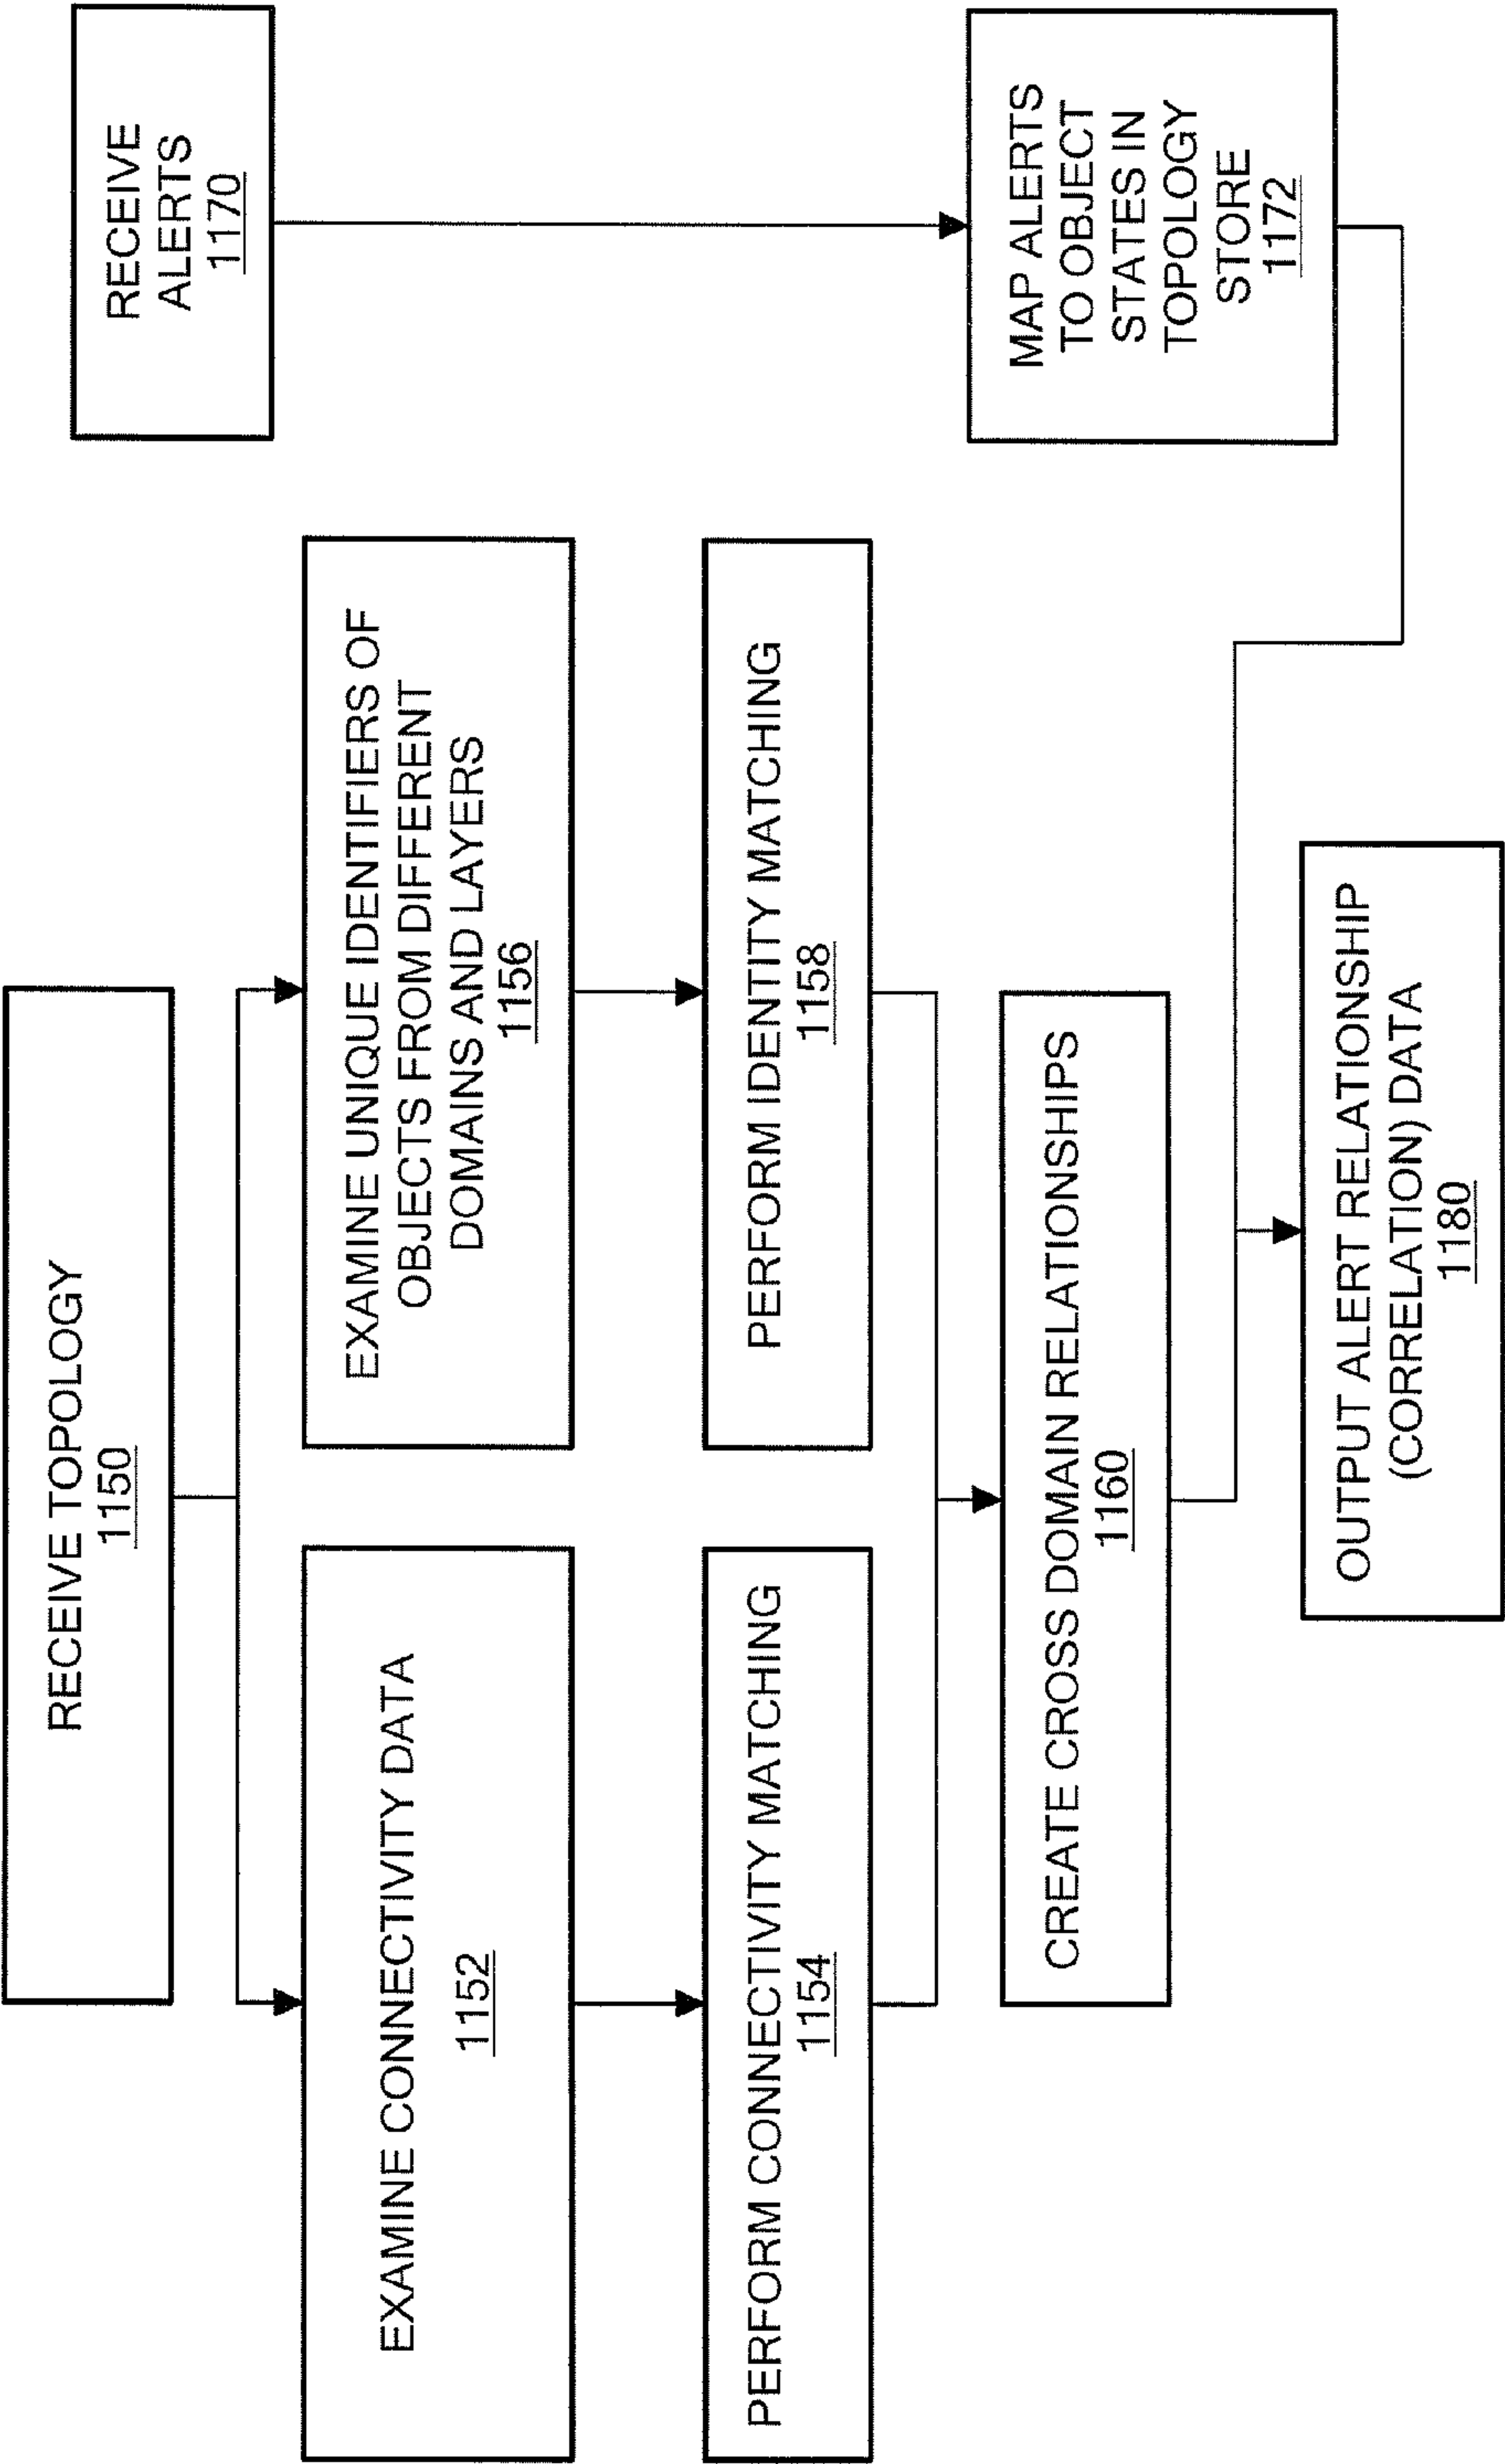 RECEIVE TOPOLOGY
1150
EXAMINE CONNECTIVITY DATA
1152
EXAMINE UNIQUE IDENTIFIERS OF
OBJECTS FROM DIFFERENT
DOMAINS AND LAYERS
1156
PERFORM CONNECTIVITY MATCHING
1154
PERFORM IDENTITY MATCHING
1158
CREATE CROSS DOMAIN RELATIONSHIPS
1160
RECEIVE
ALERTS
1170
MAP ALERTS
TO OBJECT
STATES IN
TOPOLOGY
STORE
1172
OUTPUT ALERT RELATIONSHIP
(CORRELATION) DATA
1180